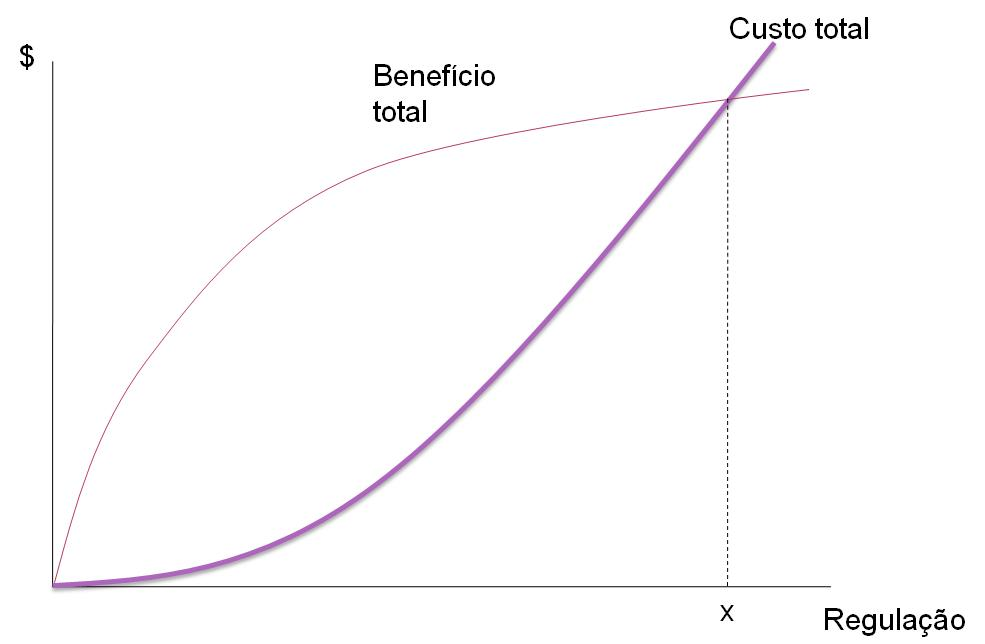 Custo total
$
Benefício
total
X
Regulação